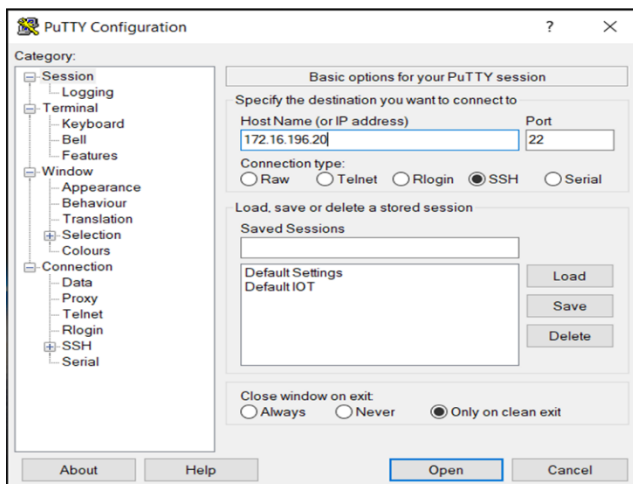 PuTTY Configuration
?
Category:
Session
Logging
Terminal
Keyboard
Bell
Features
Window
Appearance
Behaviour
Translation
Selection
Colours
Connection
Data
Proxy
Telnet
Rlogin
SSH
Serial
Basic options for your PuTTY session
Specify the destination you want to connect to
Host Name (or IP address) Port
172.16.196.20 22
Connection type:
Raw Telnet Rlogin SSH Serial
Load, save or delete a stored session
Saved Sessions
Default Settings
Default IOT
Load
Save
Delete
Close window on exit:
Always Never Only on clean exit
About Help Open Cancel